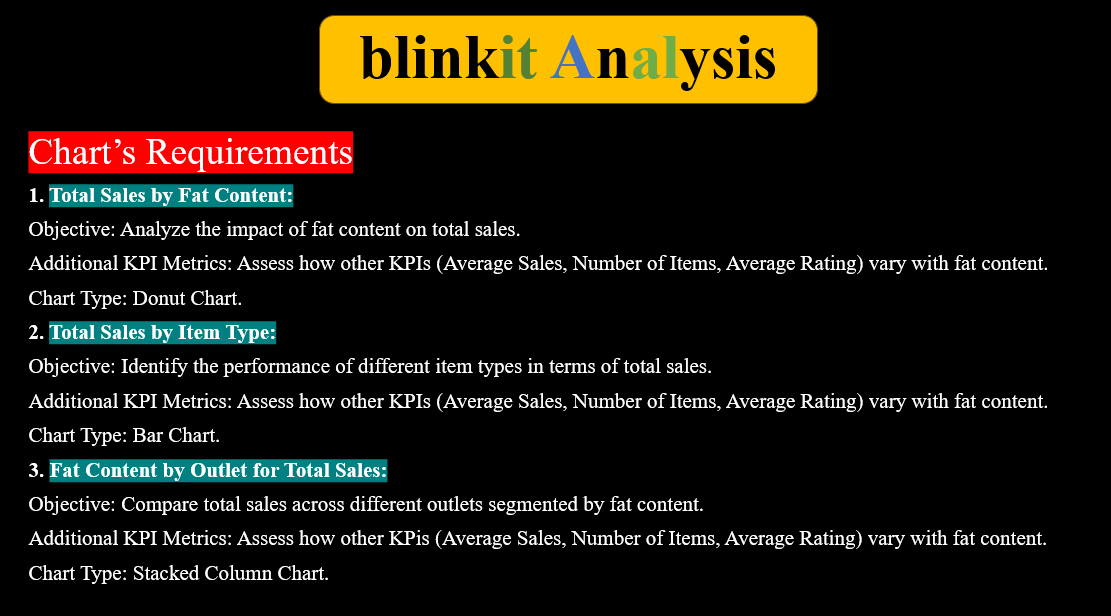 blinkit Analysis
Chart’s Requirements
1. Total Sales by Fat Content:
Objective: Analyze the impact of fat content on total sales.
Additional KPI Metrics: Assess how other KPIs (Average Sales, Number of Items, Average Rating) vary with fat content.
Chart Type: Donut Chart.
2. Total Sales by Item Type:
Objective: Identify the performance of different item types in terms of total sales.
Additional KPI Metrics: Assess how other KPIs (Average Sales, Number of Items, Average Rating) vary with fat content.
Chart Type: Bar Chart.
3. Fat Content by Outlet for Total Sales:
Objective: Compare total sales across different outlets segmented by fat content.
Additional KPI Metrics: Assess how other KPis (Average Sales, Number of Items, Average Rating) vary with fat content.
Chart Type: Stacked Column Chart.